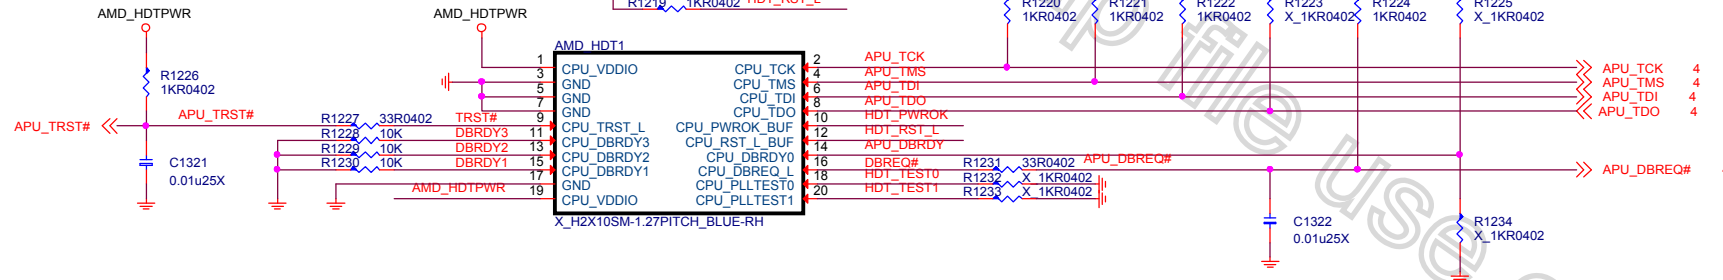 AMD_HDTPWR
AMD_HDTPWR
R1219 1KR0402 HDT_RST_L
R1220
1KR0402
R1221
1KR0402
R1222
1KR0402
R1223
X_1KR0402
R1224
1KR0402
R1225
X_1KR0402
R1226
1KR0402
APU_TRST#
APU_TRST#
C1321
0.01u25X
R1227 33R0402 TRST#
R1228 10K DBRDY3
R1229 10K DBRDY2
R1230 10K DBRDY1
AMD_HDTPWR
AMD_HDT1
1 CPU_VDDIO CPU_TCK 2 APU_TCK
3 GND CPU_TMS 4 APU_TMS
5 GND CPU_TDI 6 APU_TDI
7 GND CPU_TDO 8 APU_TDO
9 CPU_TRST_L CPU_PWROK_BUF 10 HDT_PWROK
11 CPU_DBRDY3 CPU_RST_L_BUF 12 HDT_RST_L
13 CPU_DBRDY2 CPU_DBRDY0 14 APU_DBRDY
15 CPU_DBRDY1 CPU_DBREQ_L 16 DBREQ# R1231 33R0402 APU_DBREQ#
17 GND CPU_PLLTEST0 18 HDT_TEST0 R1232 X_1KR0402
19 CPU_VDDIO CPU_PLLTEST1 20 HDT_TEST1 R1233 X_1KR0402
X_H2X10SM-1.27PITCH_BLUE-RH
APU_TCK 4
APU_TMS 4
APU_TDI 4
APU_TDO 4
APU_DBREQ#
C1322
0.01u25X
R1234
X_1KR0402
file use